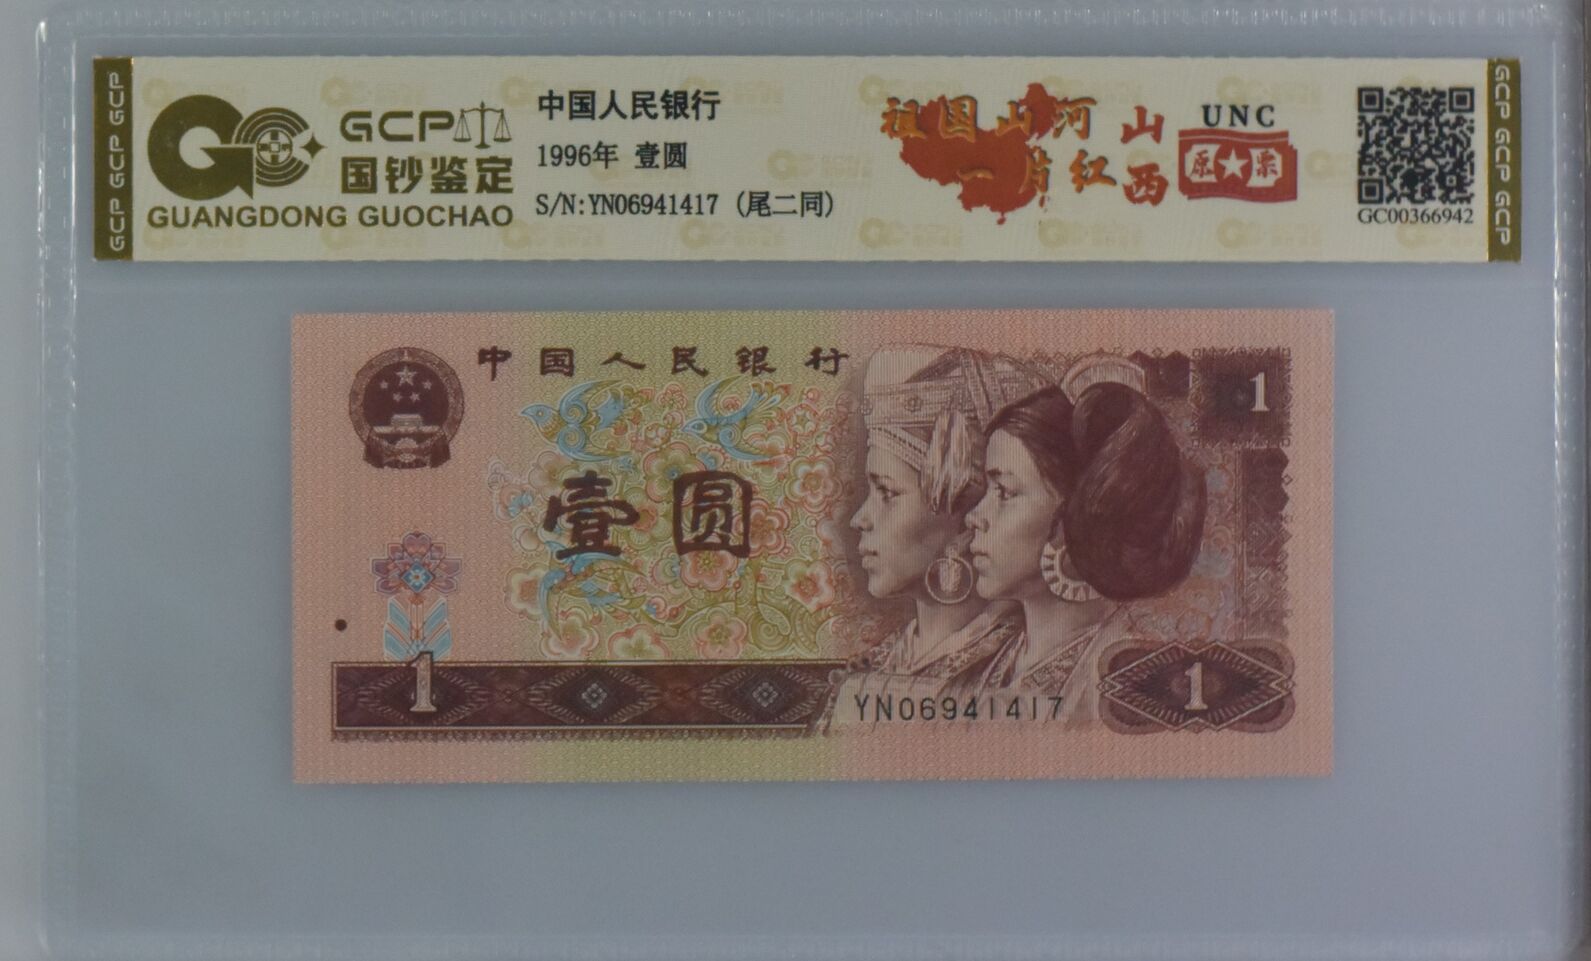 GCP GCP GCP
GCP
国钞鉴定
GUANGDONG GUOCHAO
中国人民银行
1996年 壹圆
S/N:YN06941417 (尾二同)
祖国山河
一片红
山西
UNC
原★票
GC00366942
GCP GCP GCP
中国人民银行
1
壹圆
1
YN06941417
1